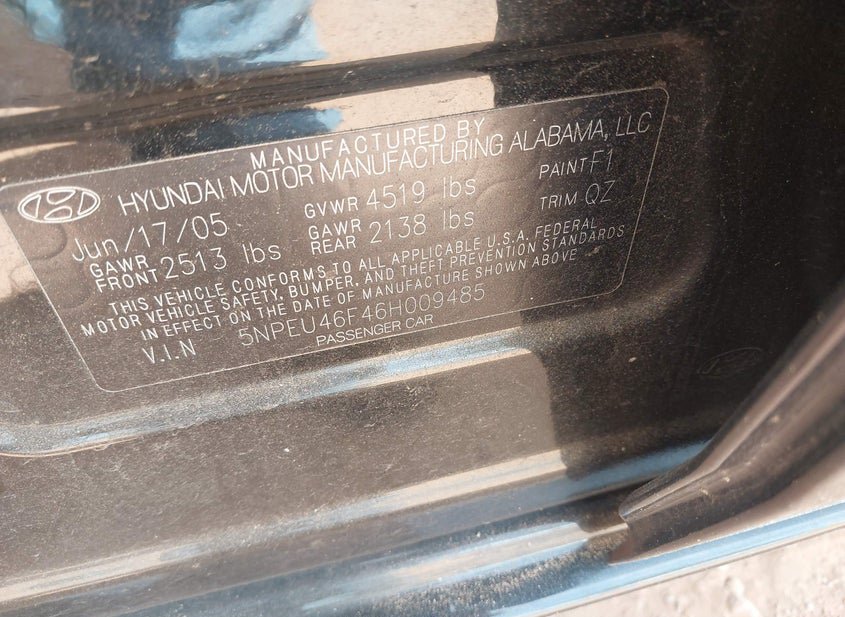 MANUFACTURED BY
HYUNDAI MOTOR MANUFACTURING ALABAMA, LLC
Jun/17/05 GVWR 4519 lbs PAINT F1
GAWR FRONT 2513 lbs GAWR REAR 2138 lbs TRIM QZ
THIS VEHICLE CONFORMS TO ALL APPLICABLE U.S.A. FEDERAL
MOTOR VEHICLE SAFETY, BUMPER, AND THEFT PREVENTION STANDARDS
IN EFFECT ON THE DATE OF MANUFACTURE SHOWN ABOVE
V.I.N 5NPEU46F46H009485
PASSENGER CAR